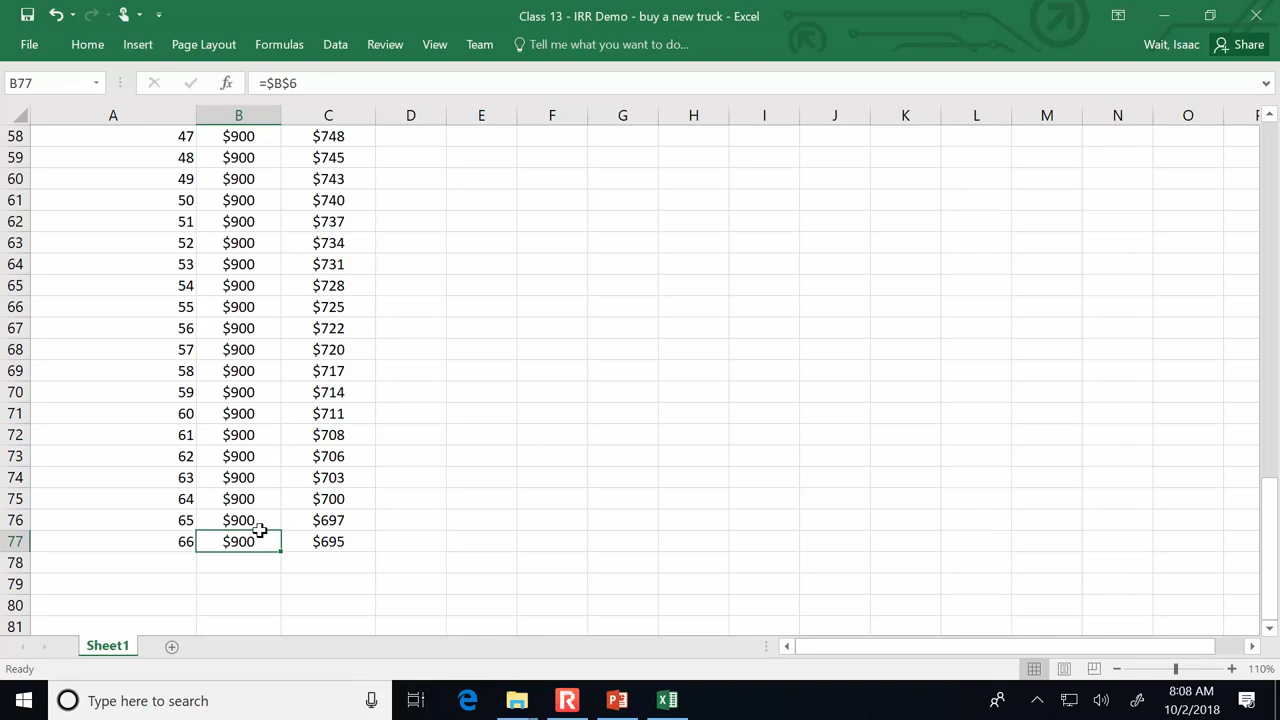 Class 13 - IRR Demo - buy a new truck - Excel
File Home Insert Page Layout Formulas Data Review View Team Tell me what you want to do... Wait, Isaac Share
B77 fx =$B$6
A B C D E F G H I J K L M N O
58 47 $900 $748
59 48 $900 $745
60 49 $900 $743
61 50 $900 $740
62 51 $900 $737
63 52 $900 $734
64 53 $900 $731
65 54 $900 $728
66 55 $900 $725
67 56 $900 $722
68 57 $900 $720
69 58 $900 $717
70 59 $900 $714
71 60 $900 $711
72 61 $900 $708
73 62 $900 $706
74 63 $900 $703
75 64 $900 $700
76 65 $900 $697
77 66 $900 $695
78
79
80
81
Sheet1
Ready 110%
Type here to search 8:08 AM
10/2/2018